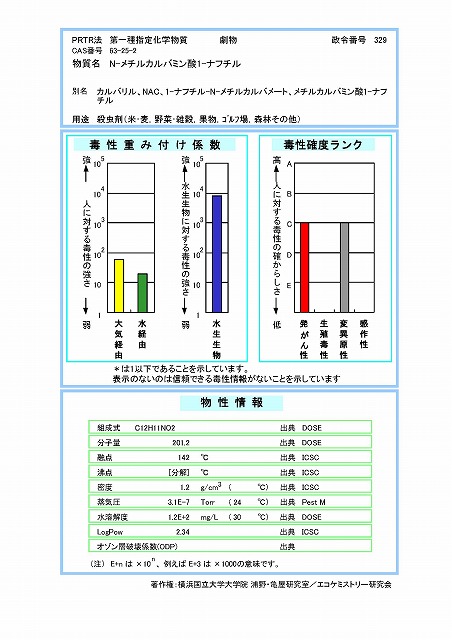 PRTR法 第一種指定化学物質 劇物 政令番号 329
CAS番号 63-25-2
物質名 N-メチルカルバミン酸1-ナフチル
別名 カルバリル、NAC、1-ナフチル-N-メチルカルバメート、メチルカルバミン酸1-ナフ
チル
用途 殺虫剤(米・麦, 野菜・雑穀, 果物, ゴルフ場, 森林その他)
毒性重み付け係数
強 10^5 10^4 10^3 10^2 10 1 弱
人に対する毒性の強さ
大気経由 水経由
強 10^5 10^4 10^3 10^2 10 1 弱
水生生物に対する毒性の強さ
水生生物
毒性確度ランク
高 A B C D E 低
人に対する毒性の確からしさ
発がん性 生殖毒性 変異原性 感作性
*は1以下であることを示しています。
表示のないのは信頼できる毒性情報がないことを示しています
物性情報
組成式 C12H11NO2 出典 DOSE
分子量 201.2 出典 DOSE
融点 142 ℃ 出典 ICSC
沸点 [分解] ℃ 出典 ICSC
密度 1.2 g/cm3 ( ℃) 出典 ICSC
蒸気圧 3.1E-7 Torr ( 24 ℃) 出典 Pest M
水溶解度 1.2E+2 mg/L ( 30 ℃) 出典 DOSE
LogPow 2.34 出典 ICSC
オゾン層破壊係数(ODP) 出典
(注) E+n は ×10^n、例えば E+3 は ×1000の意味です。
著作権:横浜国立大学大学院 浦野・亀屋研究室/エコケミストリー研究会